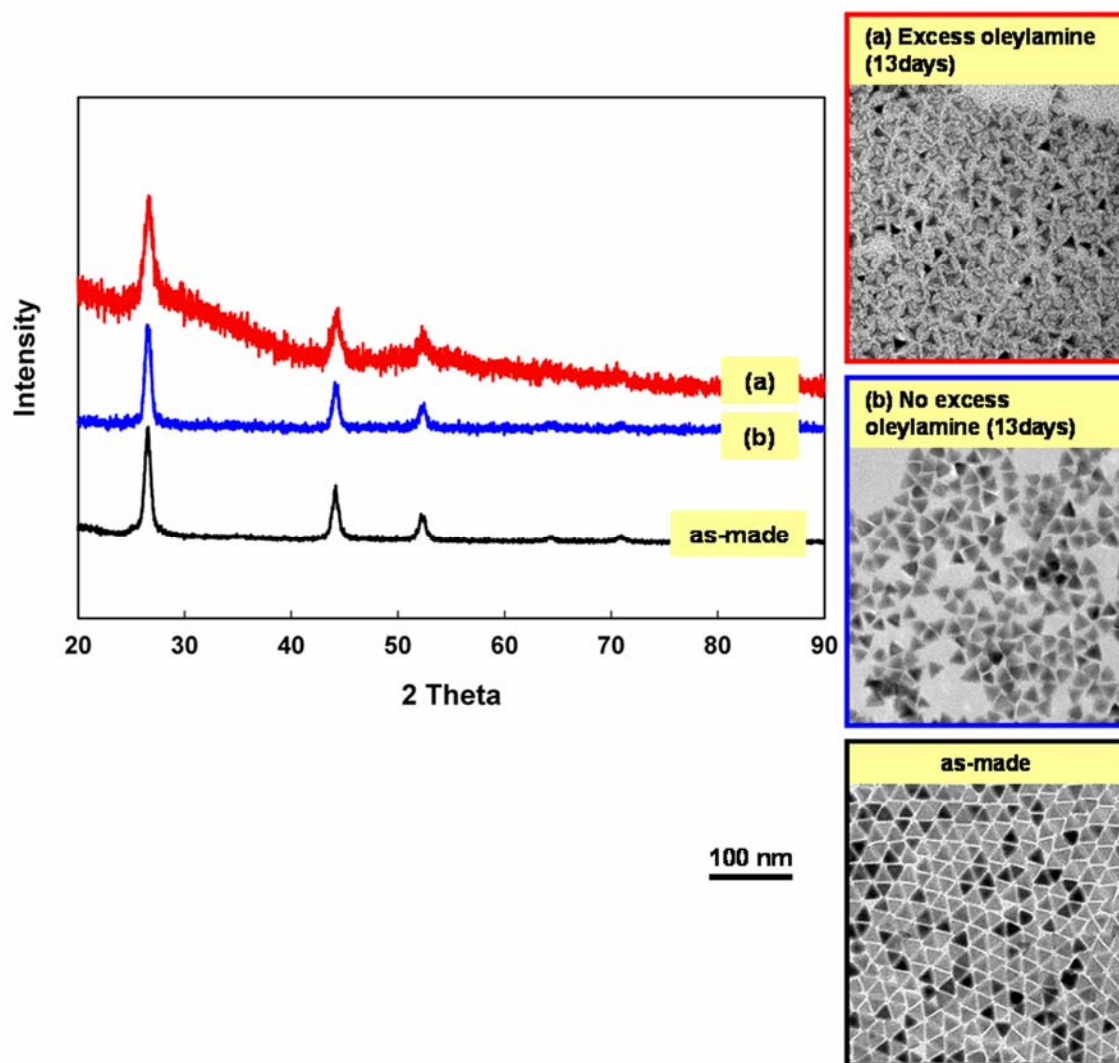 (a) Excess oleylamine
(13days)
(a)
(b)
as-made
Intensity
20 30 40 50 60 70 80 90
2 Theta
(b) No excess
oleylamine (13days)
as-made
100 nm